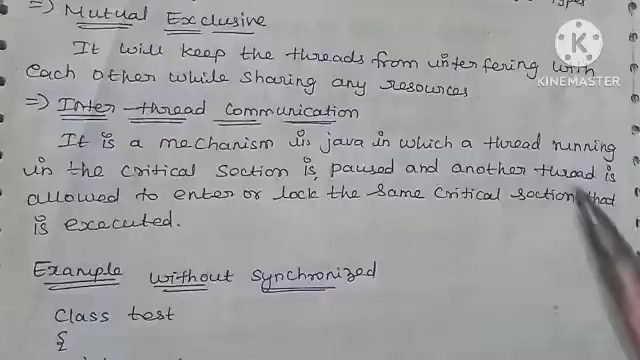 Types
=> Mutual Exclusive
It will keep the threads from interfering with
each other while sharing any resources
=> Inter-thread communication
It is a mechanism in java in which a thread running
in the critical section is, paused and another thread is
allowed to enter or lock the same critical section that
is executed.
Example without synchronized
Class test
{
KINEMASTER